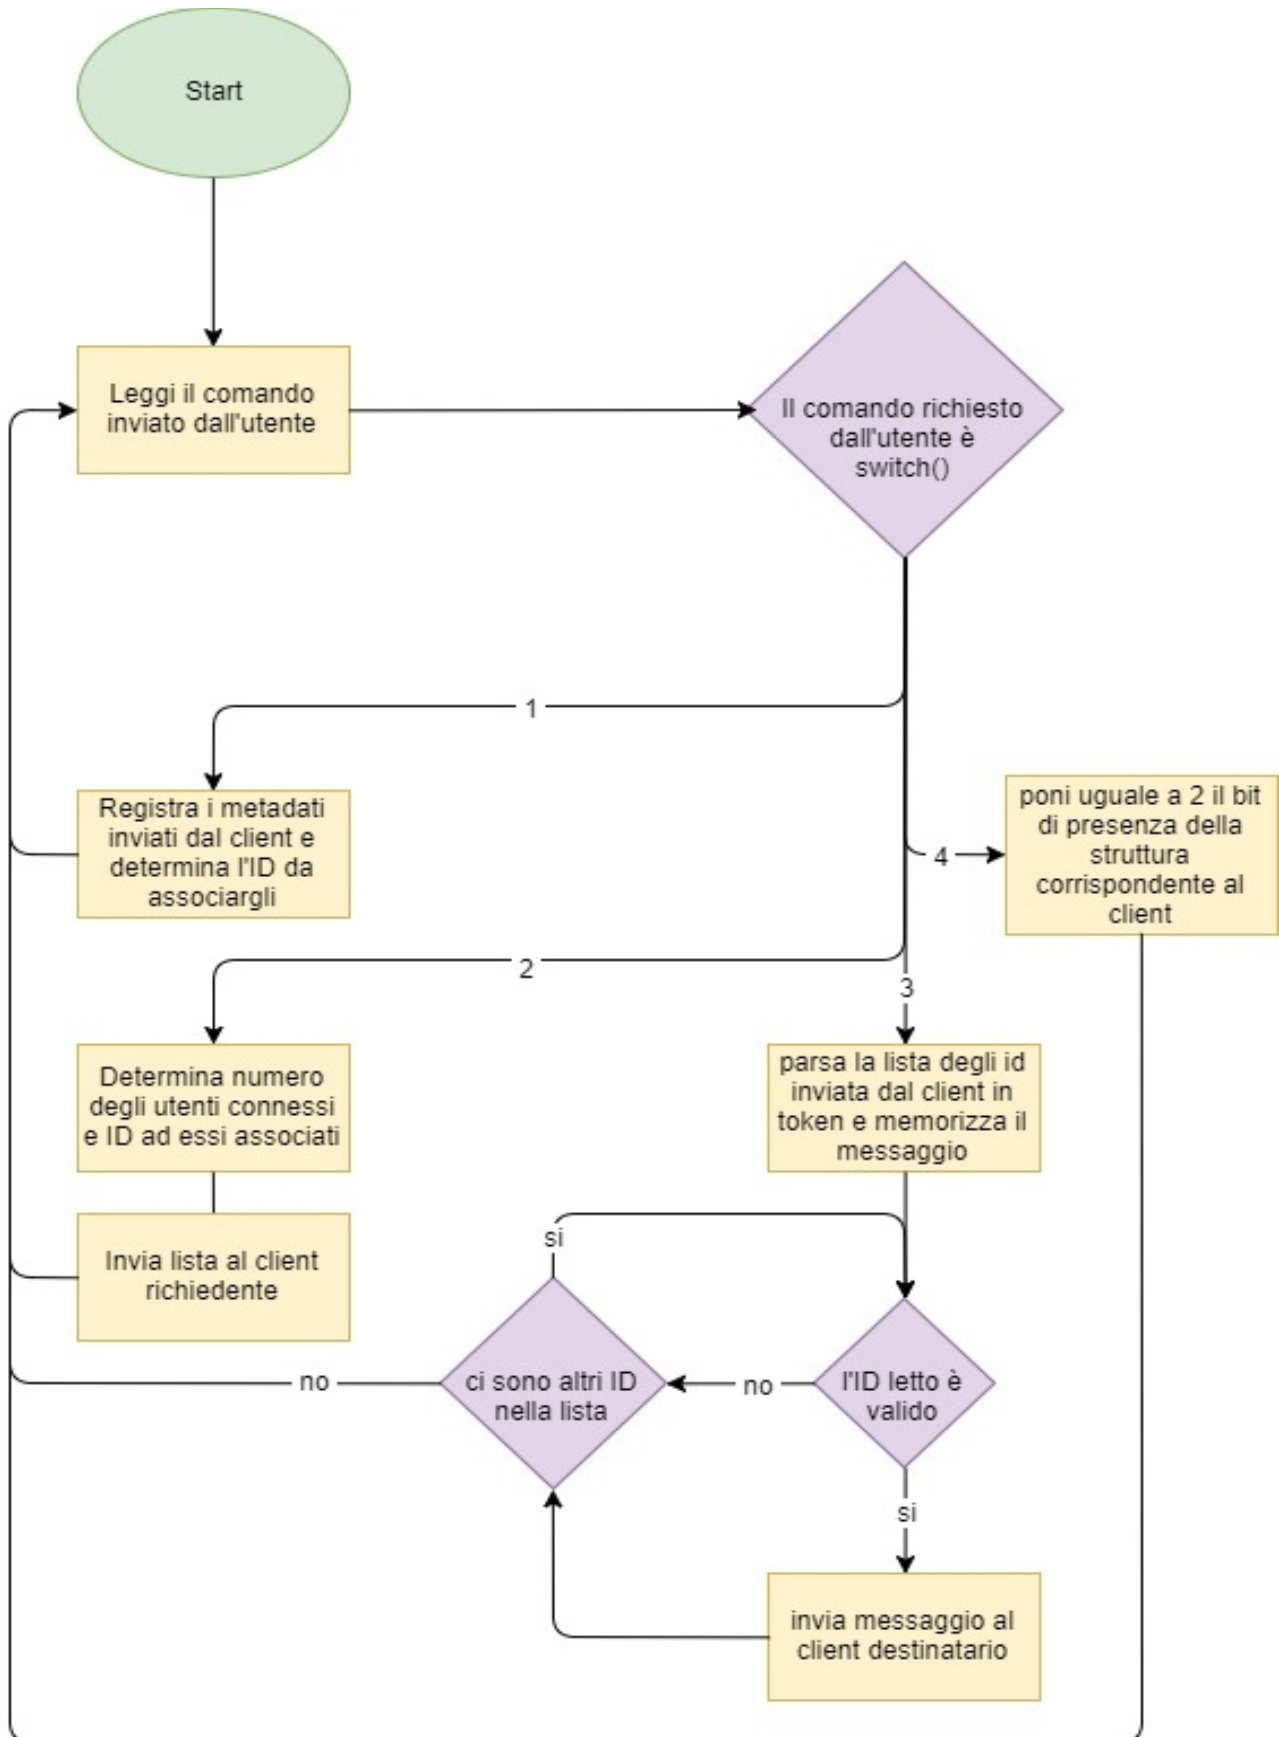 Start
Leggi il comando
inviato dall'utente
Il comando richiesto
dall'utente è
switch()
1
Registra i metadati
inviati dal client e
determina l'ID da
associargli
4
poni uguale a 2 il bit
di presenza della
struttura
corrispondente al
client
2
3
Determina numero
degli utenti connessi
e ID ad essi associati
parsa la lista degli id
inviata dal client in
token e memorizza il
messaggio
Invia lista al client
richiedente
si
no
ci sono altri ID
nella lista
no
l'ID letto è
valido
si
invia messaggio al
client destinatario